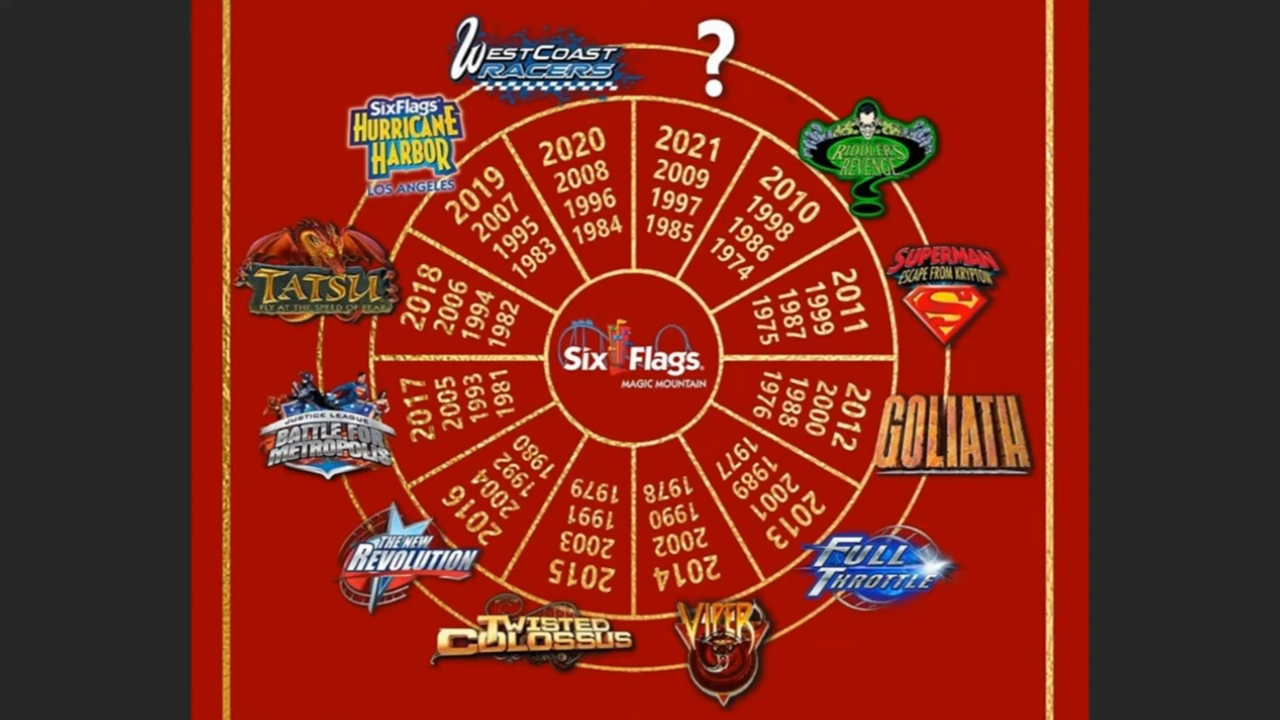 WESTCOAST
RACERS
?
SixFlags
HURRICANE
HARBOR
LOS ANGELES
RIDDLER'S
REVENGE
SUPERMAN
ESCAPE FROM KRYPTON
GOLIATH
FULL
THROTTLE
VIPER
TWISTED
COLOSSUS
THE NEW
REVOLUTION
JUSTICE LEAGUE
BATTLE FOR
METROPOLIS
TATSU
FLY AT THE SPEED OF FEAR
2021
2009
1997
1985
2010
1998
1986
1974
2011
1999
1987
1975
2012
2000
1988
1976
2013
2001
1989
1977
2014
2002
1990
1978
2015
2003
1991
1979
2016
2004
1992
1980
2017
2005
1993
1981
2018
2006
1994
1982
2019
2007
1995
1983
2020
2008
1996
1984
Six Flags
MAGIC MOUNTAIN